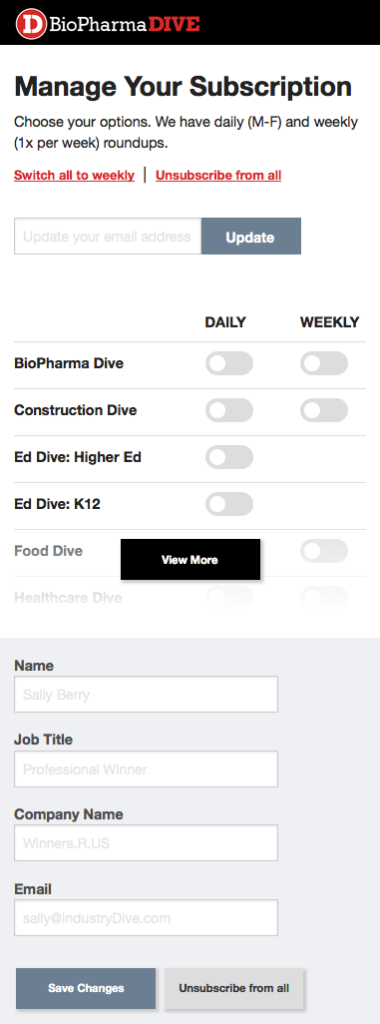 D BioPharmaDIVE
Manage Your Subscription
Choose your options. We have daily (M-F) and weekly
(1x per week) roundups.
Switch all to weekly | Unsubscribe from all
Update your email address Update
DAILY WEEKLY
BioPharma Dive
Construction Dive
Ed Dive: Higher Ed
Ed Dive: K12
Food Dive
View More
Healthcare Dive
Name
Sally Berry
Job Title
Professional Winner
Company Name
Winners.R.US
Email
sally@IndustryDive.com
Save Changes Unsubscribe from all